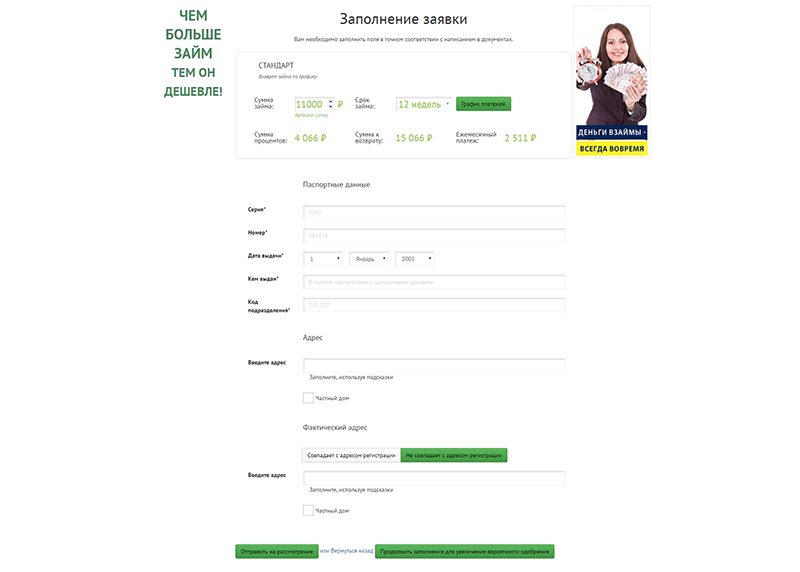 ЧЕМ
БОЛЬШЕ
ЗАЙМ
ТЕМ ОН
ДЕШЕВЛЕ!
Заполнение заявки
Вам необходимо заполнить поля в точном соответствии с написанием в документах.
СТАНДАРТ
Возврат займа по графику
Сумма займа: 11000 ₽ Срок займа: 12 недель График платежей
Введите сумму
Сумма процентов: 4 066 ₽ Сумма к возврату: 15 066 ₽ Ежемесячный платеж: 2 511 ₽
ДЕНЬГИ ВЗАЙМЫ -
ВСЕГДА ВОВРЕМЯ
Паспортные данные
Серия* 7777
Номер* 787878
Дата выдачи* 1 Январь 2005
Кем выдан* В полном соответствии с паспортными данными
Код подразделения* 777-777
Адрес
Введите адрес
Заполните, используя подсказки
Частный дом
Фактический адрес
Совпадает с адресом регистрации Не совпадает с адресом регистрации
Введите адрес
Заполните, используя подсказки
Частный дом
Отправить на рассмотрение или Вернуться назад Продолжить заполнение для увеличения вероятности одобрения